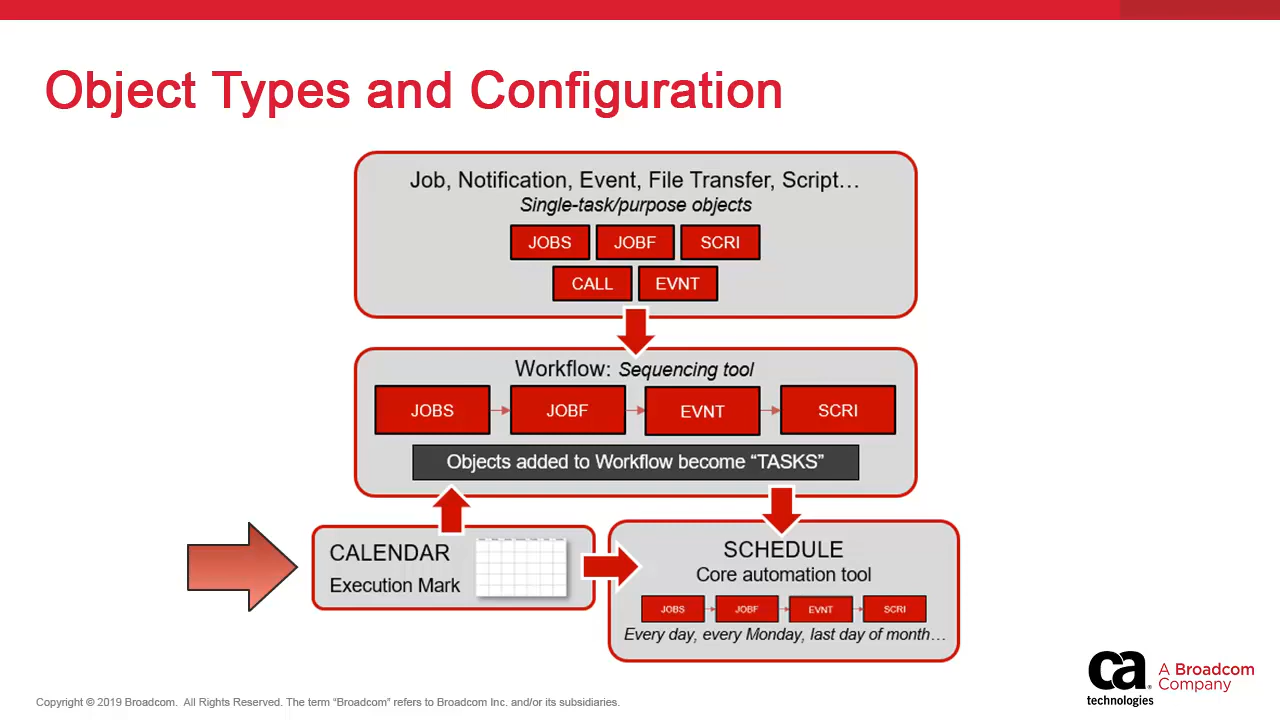 Object Types and Configuration
Job, Notification, Event, File Transfer, Script…
Single-task/purpose objects
JOBS JOBF SCRI
CALL EVNT
Workflow: Sequencing tool
JOBS JOBF EVNT SCRI
Objects added to Workflow become “TASKS”
CALENDAR
Execution Mark
SCHEDULE
Core automation tool
JOBS JOBF EVNT SCRI
Every day, every Monday, last day of month…
ca
technologies
A Broadcom
Company
Copyright © 2019 Broadcom. All Rights Reserved. The term “Broadcom” refers to Broadcom Inc. and/or its subsidiaries.